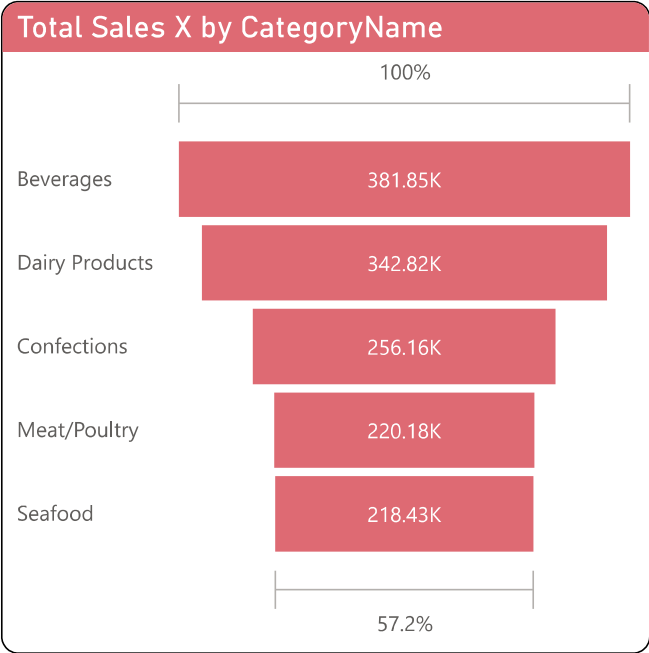 Total Sales X by CategoryName
100%
Beverages 381.85K
Dairy Products 342.82K
Confections 256.16K
Meat/Poultry 220.18K
Seafood 218.43K
57.2%